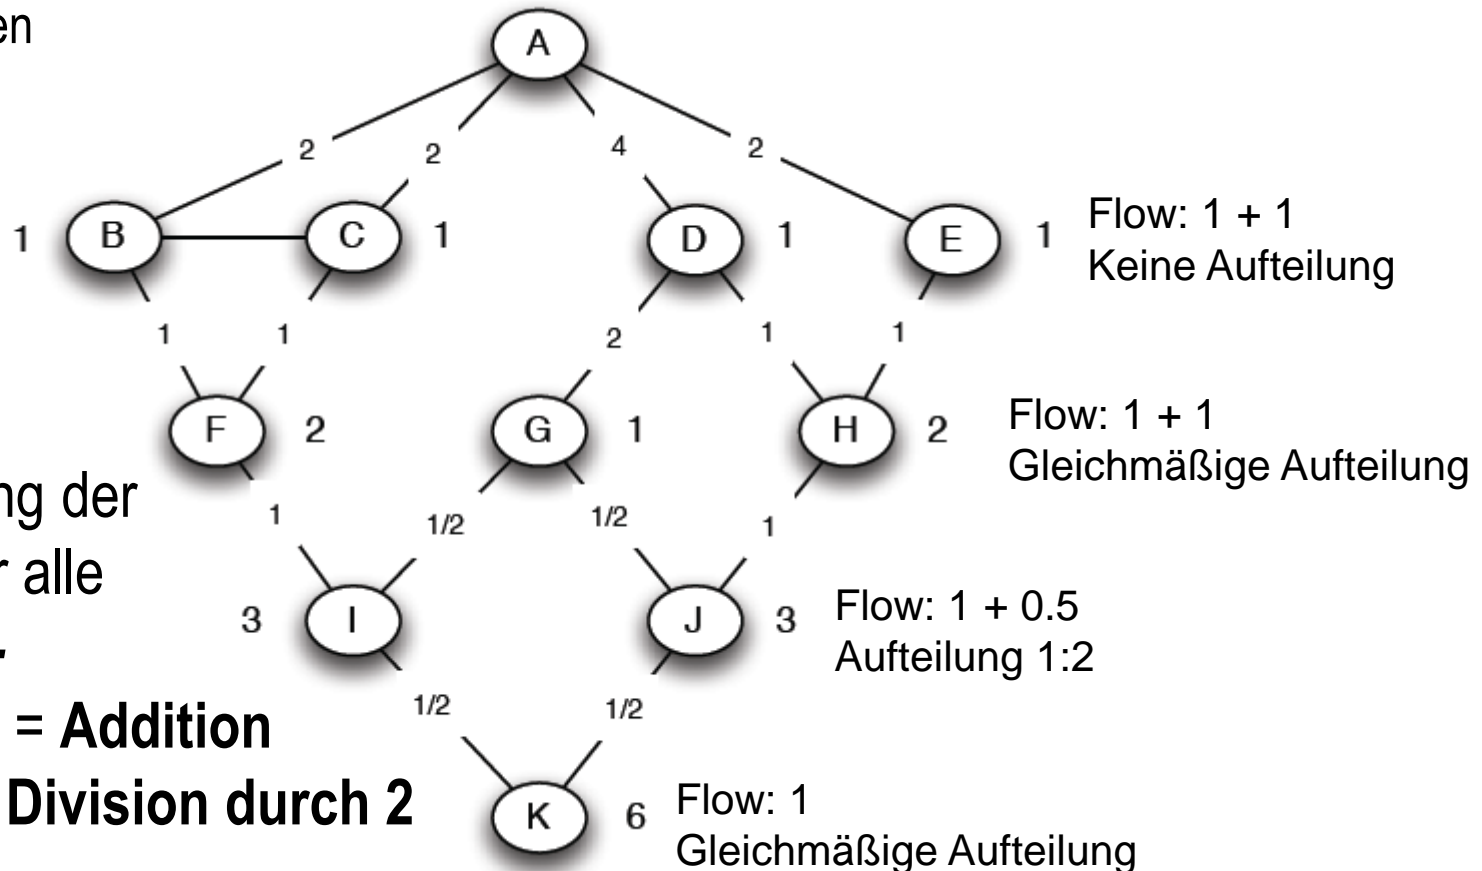 en
A
2
2
4
2
1 B C 1 D 1 E 1
Flow: 1 + 1
Keine Aufteilung
1 1 2 1 1
F 2 G 1 H 2
Flow: 1 + 1
Gleichmäßige Aufteilung
ng der
1 1/2 1/2 1
r alle
3 I J 3
Flow: 1 + 0.5
Aufteilung 1:2
r
1/2 1/2
= Addition
Division durch 2
K 6
Flow: 1
Gleichmäßige Aufteilung